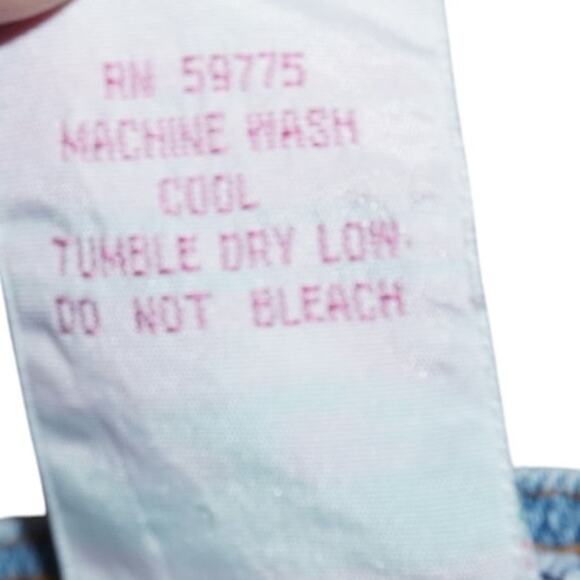 RN 59775
MACHINE WASH
COOL
TUMBLE DRY LOW.
DO NOT BLEACH